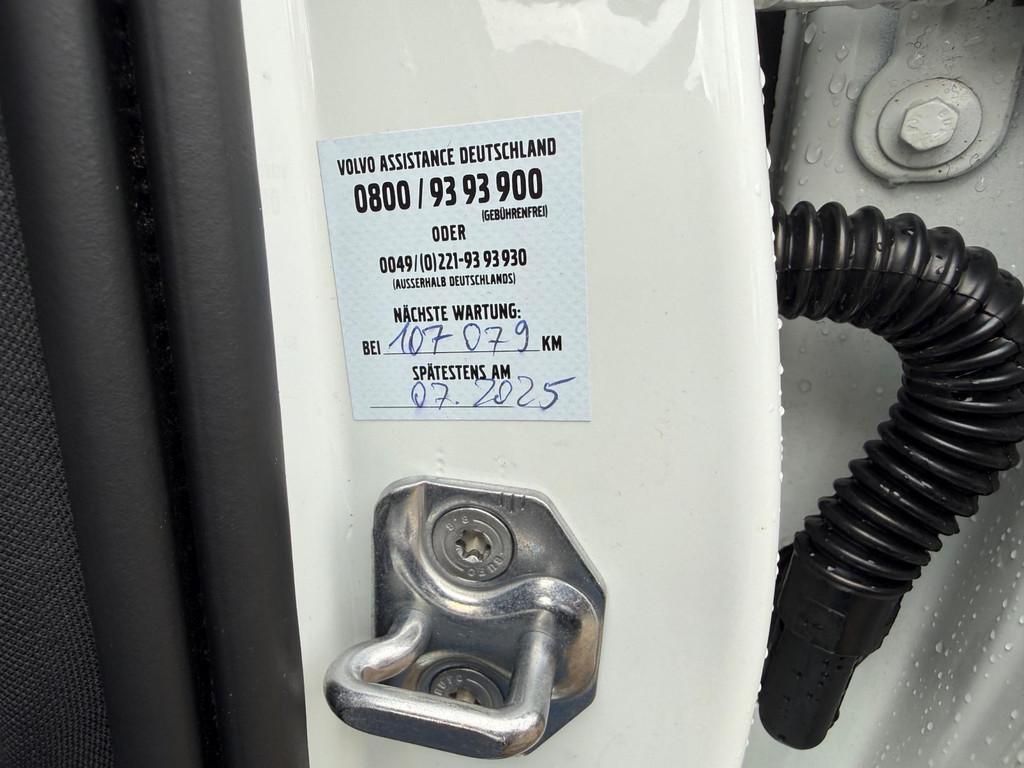 VOLVO ASSISTANCE DEUTSCHLAND
0800 / 93 93 900
(GEBÜHRENFREI)
ODER
0049/(0)221-93 93 930
(AUSSERHALB DEUTSCHLANDS)
NÄCHSTE WARTUNG:
BEI 107 079 KM
SPÄTESTENS AM
07. 2025